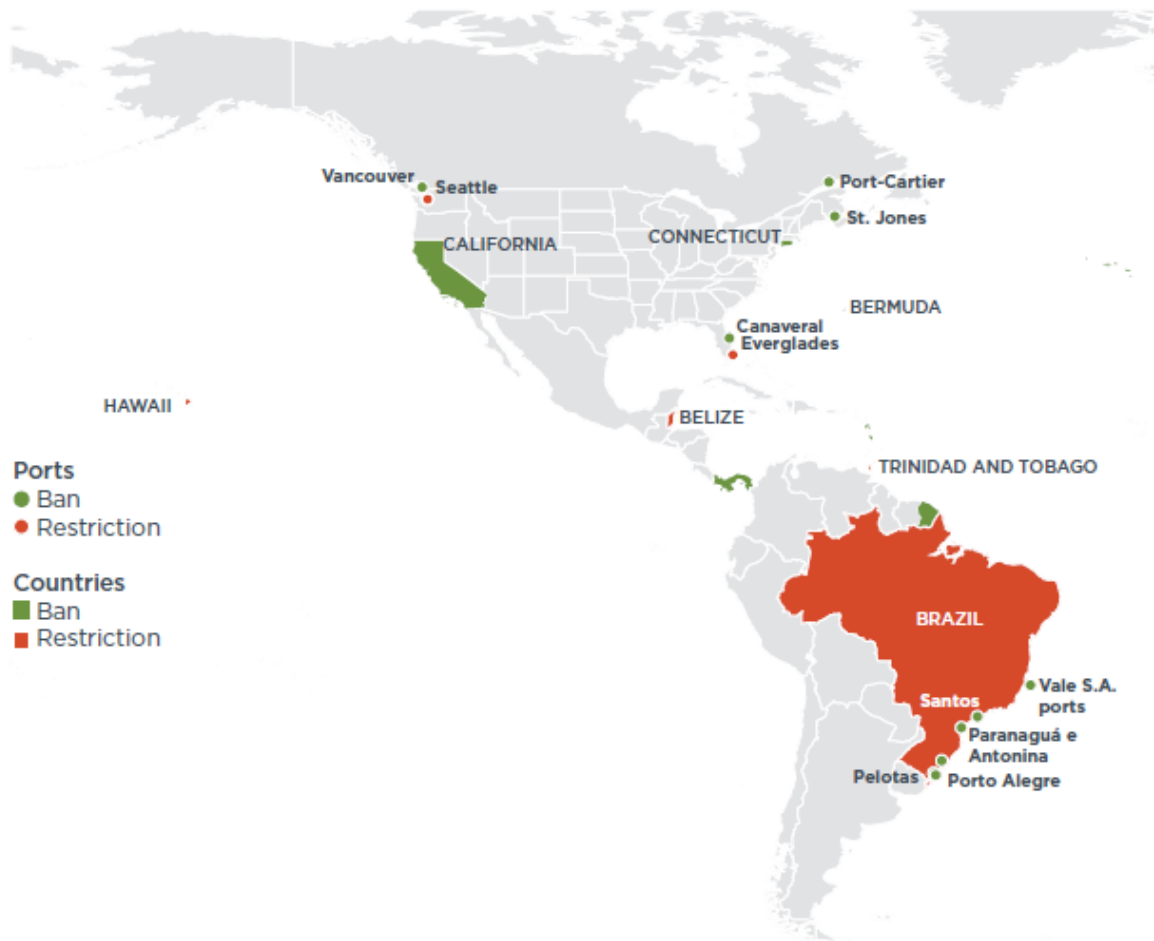 Vancouver
Seattle
Port-Cartier
St. Jones
CALIFORNIA
CONNECTICUT
BERMUDA
Canaveral
Everglades
HAWAII
BELIZE
TRINIDAD AND TOBAGO
Ports
Ban
Restriction
Countries
Ban
Restriction
BRAZIL
Santos
Vale S.A.
ports
Paranaguá e
Antonina
Pelotas
Porto Alegre